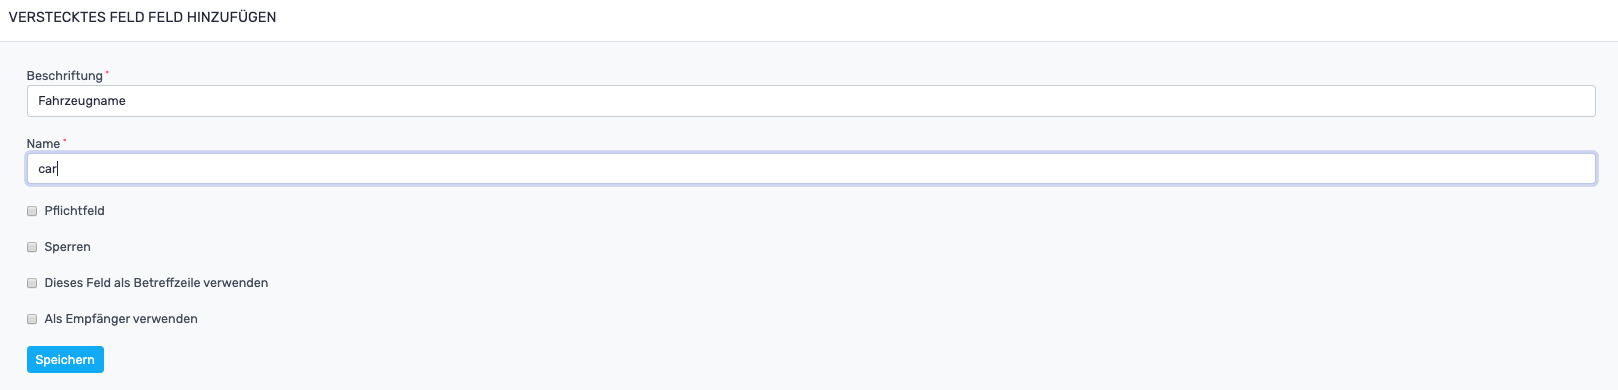 VERSTECKTES FELD FELD HINZUFÜGEN
Beschriftung *
Fahrzeugname
Name *
car
Pflichtfeld
Sperren
Dieses Feld als Betreffzeile verwenden
Als Empfänger verwenden
Speichern